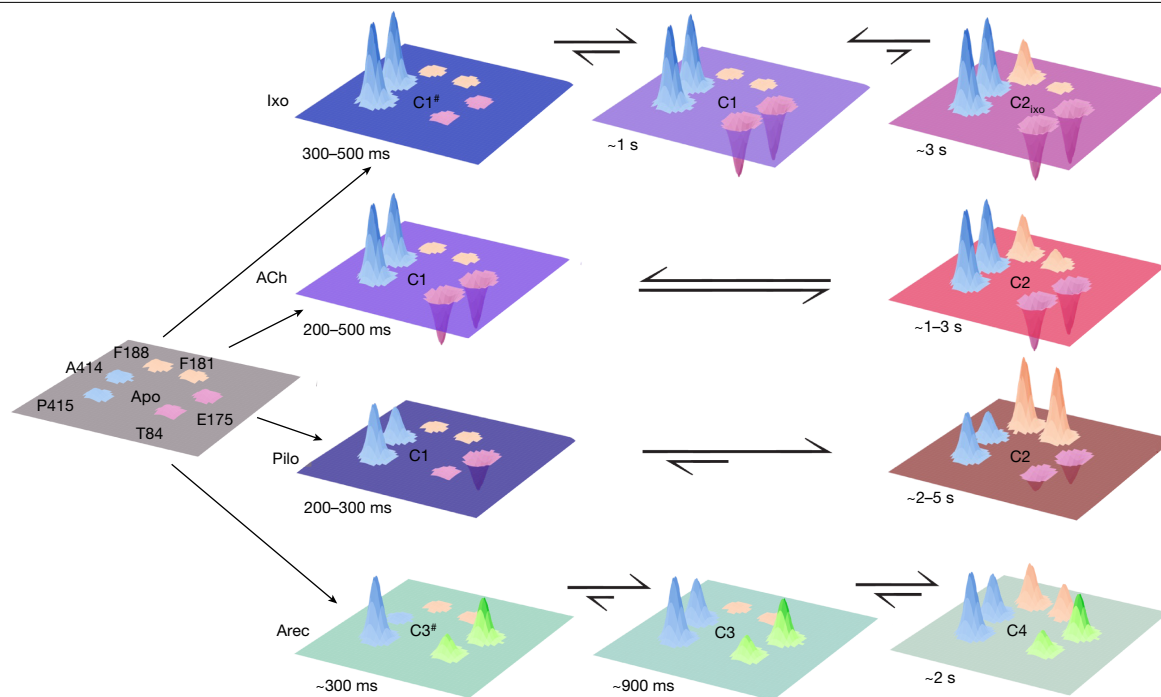 Ixo
C1#
300–500 ms
C1
~1 s
C2ixo
~3 s
ACh
C1
200–500 ms
C2
~1–3 s
F188
F181
A414
Apo
P415
E175
T84
Pilo
C1
200–300 ms
C2
~2–5 s
Arec
C3#
~300 ms
C3
~900 ms
C4
~2 s